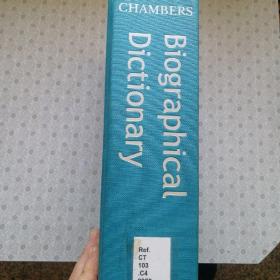 CHAMBERS
Biographical
Dictionary
Ref.
CT
103
.C4